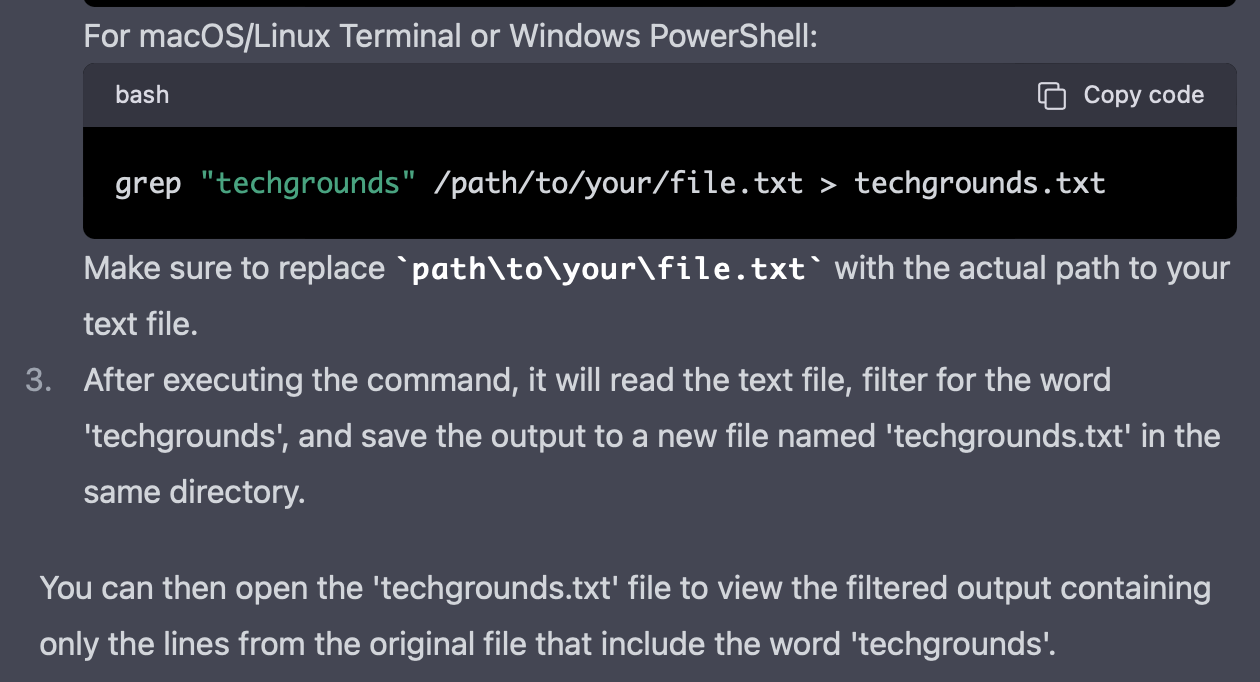 For macOS/Linux Terminal or Windows PowerShell:
bash
Copy code
grep "techgrounds" /path/to/your/file.txt > techgrounds.txt
Make sure to replace `path\to\your\file.txt` with the actual path to your
text file.
3. After executing the command, it will read the text file, filter for the word
'techgrounds', and save the output to a new file named 'techgrounds.txt' in the
same directory.
You can then open the 'techgrounds.txt' file to view the filtered output containing
only the lines from the original file that include the word 'techgrounds'.